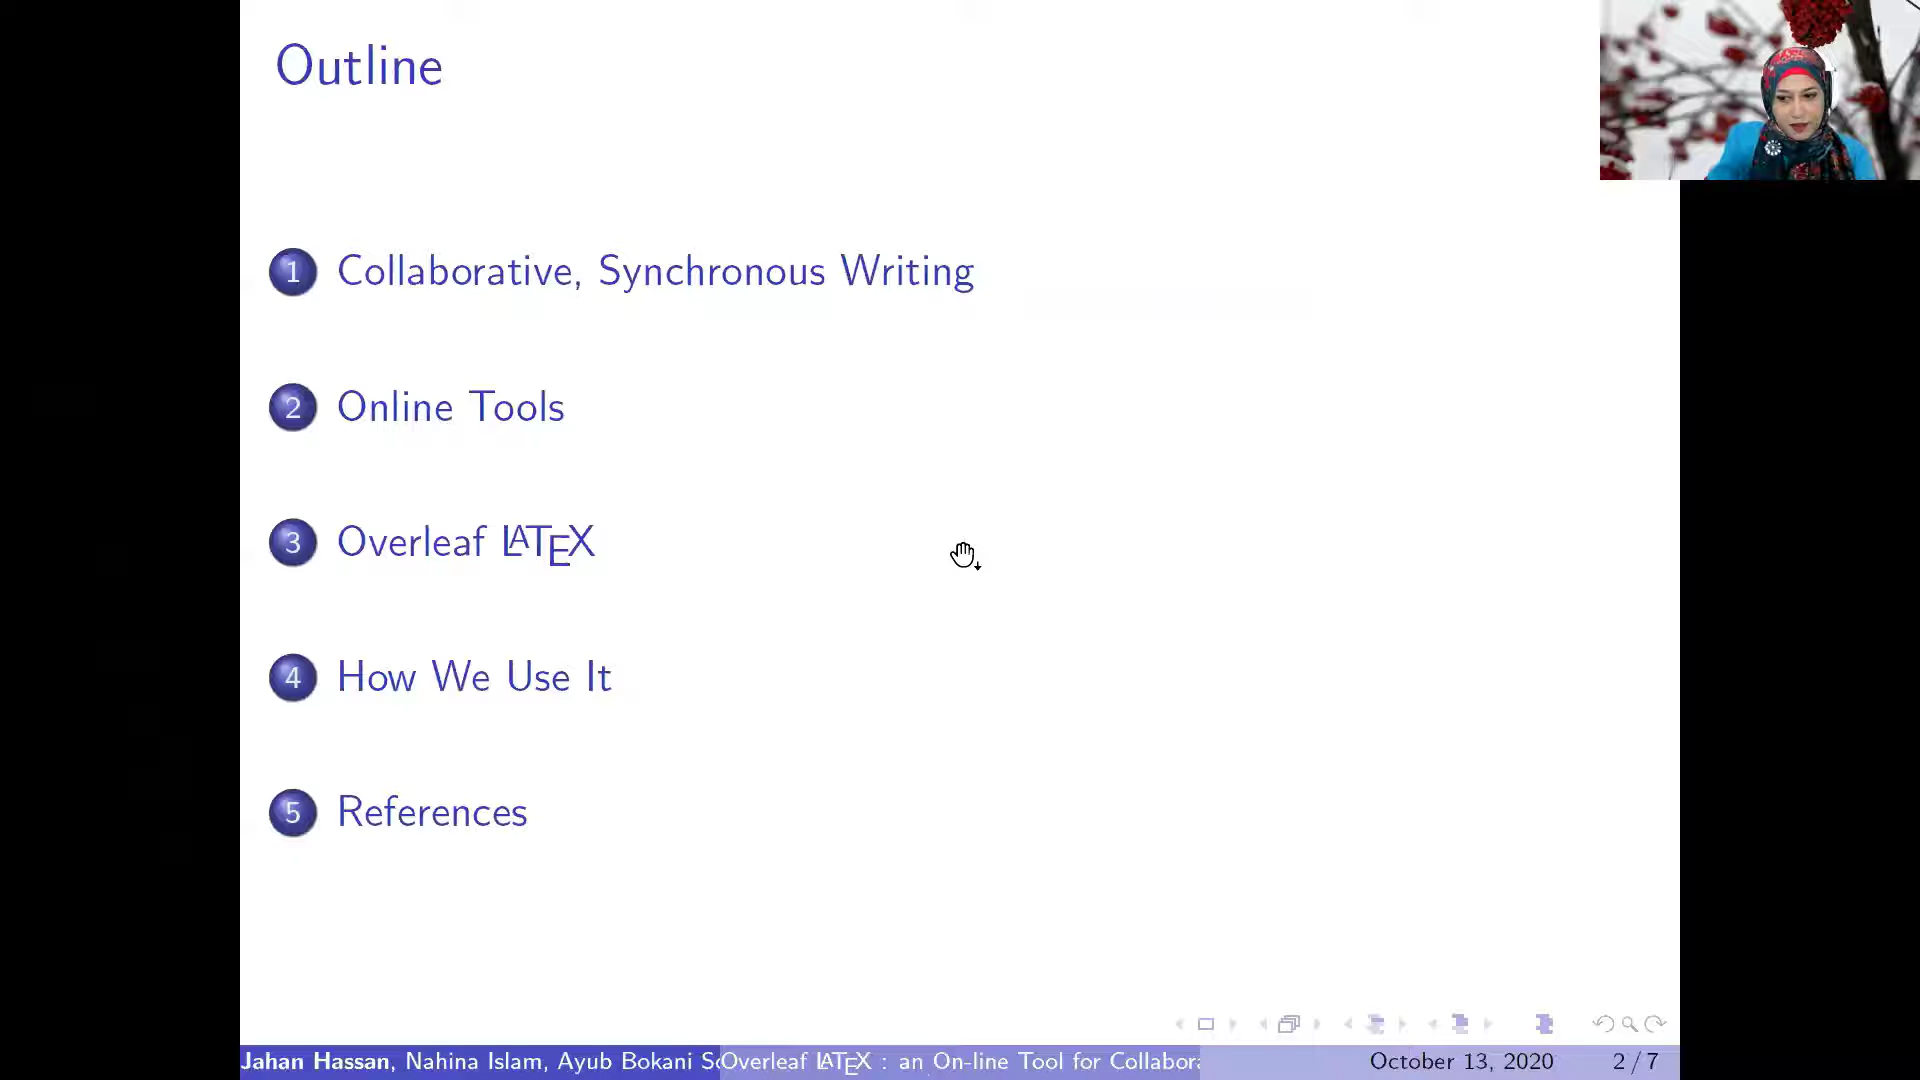 Outline
1 Collaborative, Synchronous Writing
2 Online Tools
3 Overleaf LATEX
4 How We Use It
5 References
Jahan Hassan, Nahina Islam, Ayub Bokani Overleaf LATEX : an On-line Tool for October 13, 2020 2 / 7